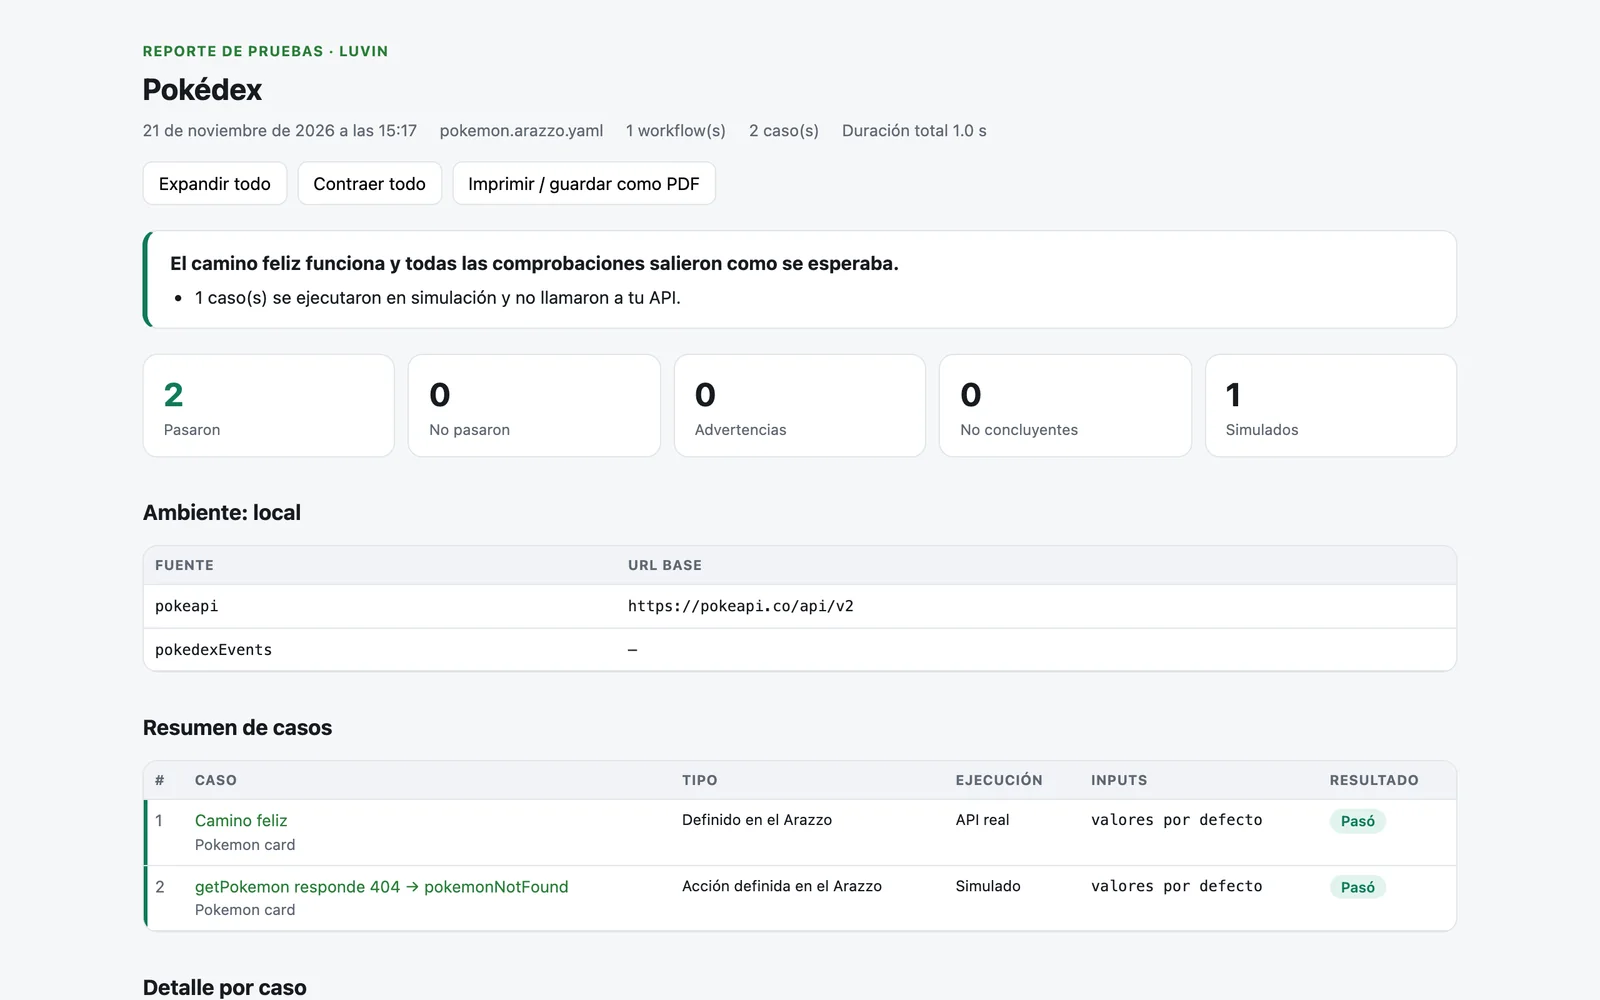 REPORTE DE PRUEBAS · LUVIN
Pokédex
21 de noviembre de 2026 a las 15:17 pokemon.arazzo.yaml 1 workflow(s) 2 caso(s) Duración total 1.0 s
Expandir todo Contraer todo Imprimir / guardar como PDF
El camino feliz funciona y todas las comprobaciones salieron como se esperaba.
• 1 caso(s) se ejecutaron en simulación y no llamaron a tu API.
2 0 0 0 1
Pasaron No pasaron Advertencias No concluyentes Simulados
Ambiente: local
FUENTE URL BASE
pokeapi https://pokeapi.co/api/v2
pokedexEvents —
Resumen de casos
# CASO TIPO EJECUCIÓN INPUTS RESULTADO
1 Camino feliz Definido en el Arazzo API real valores por defecto Pasó
Pokemon card
2 getPokemon responde 404 → pokemonNotFound Acción definida en el Arazzo Simulado valores por defecto Pasó
Pokemon card
Detalle por caso